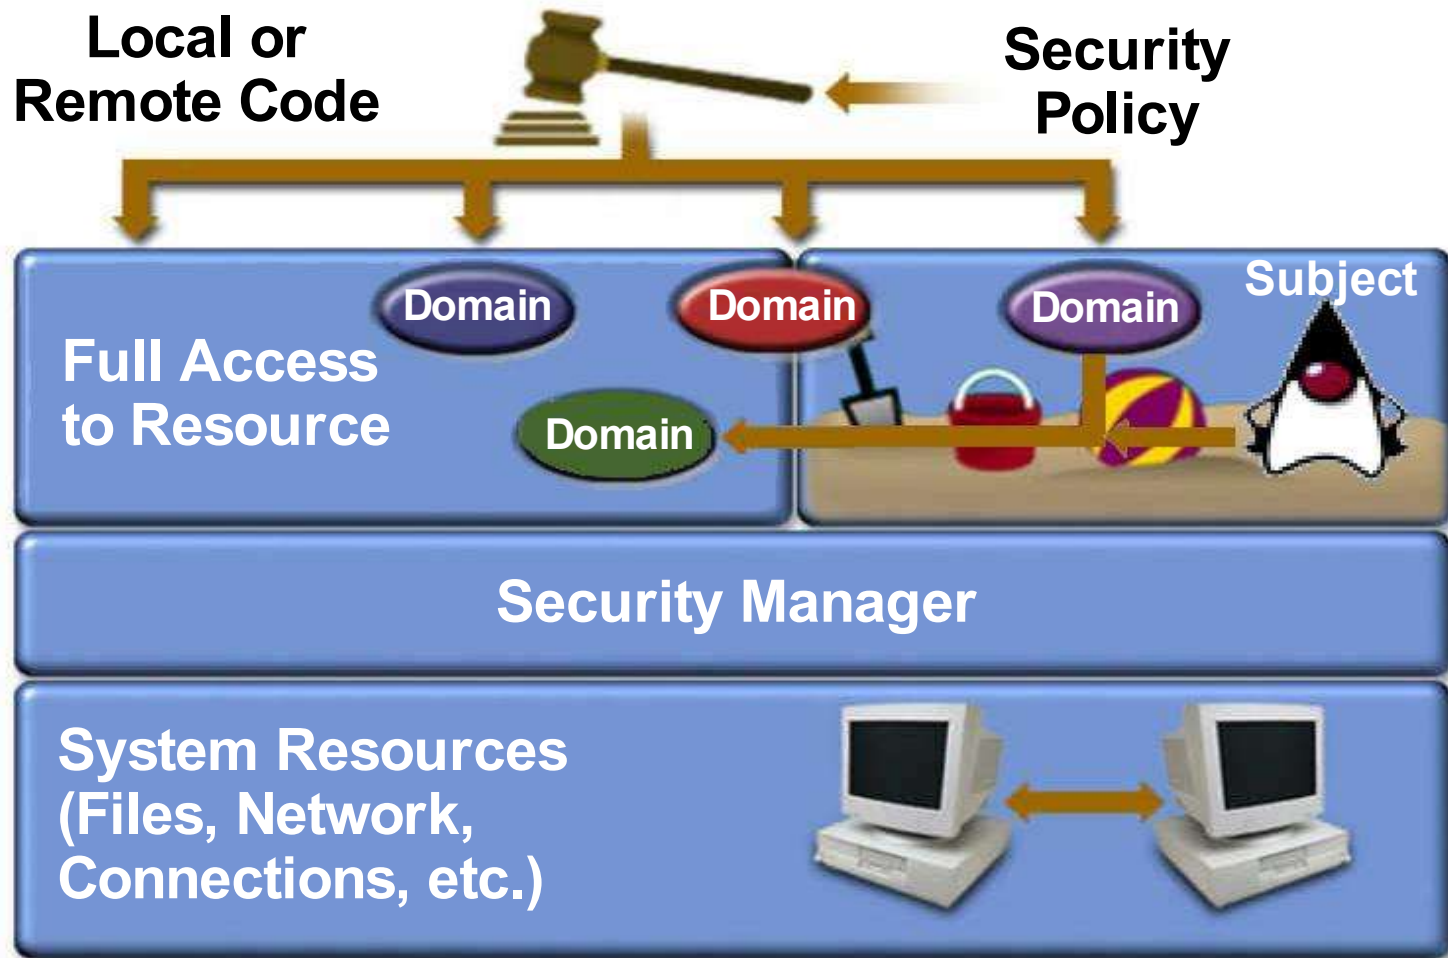 Local or
Remote Code
Security
Policy
Domain
Domain
Domain
Subject
Full Access
to Resource
Domain
Security Manager
System Resources
(Files, Network,
Connections, etc.)